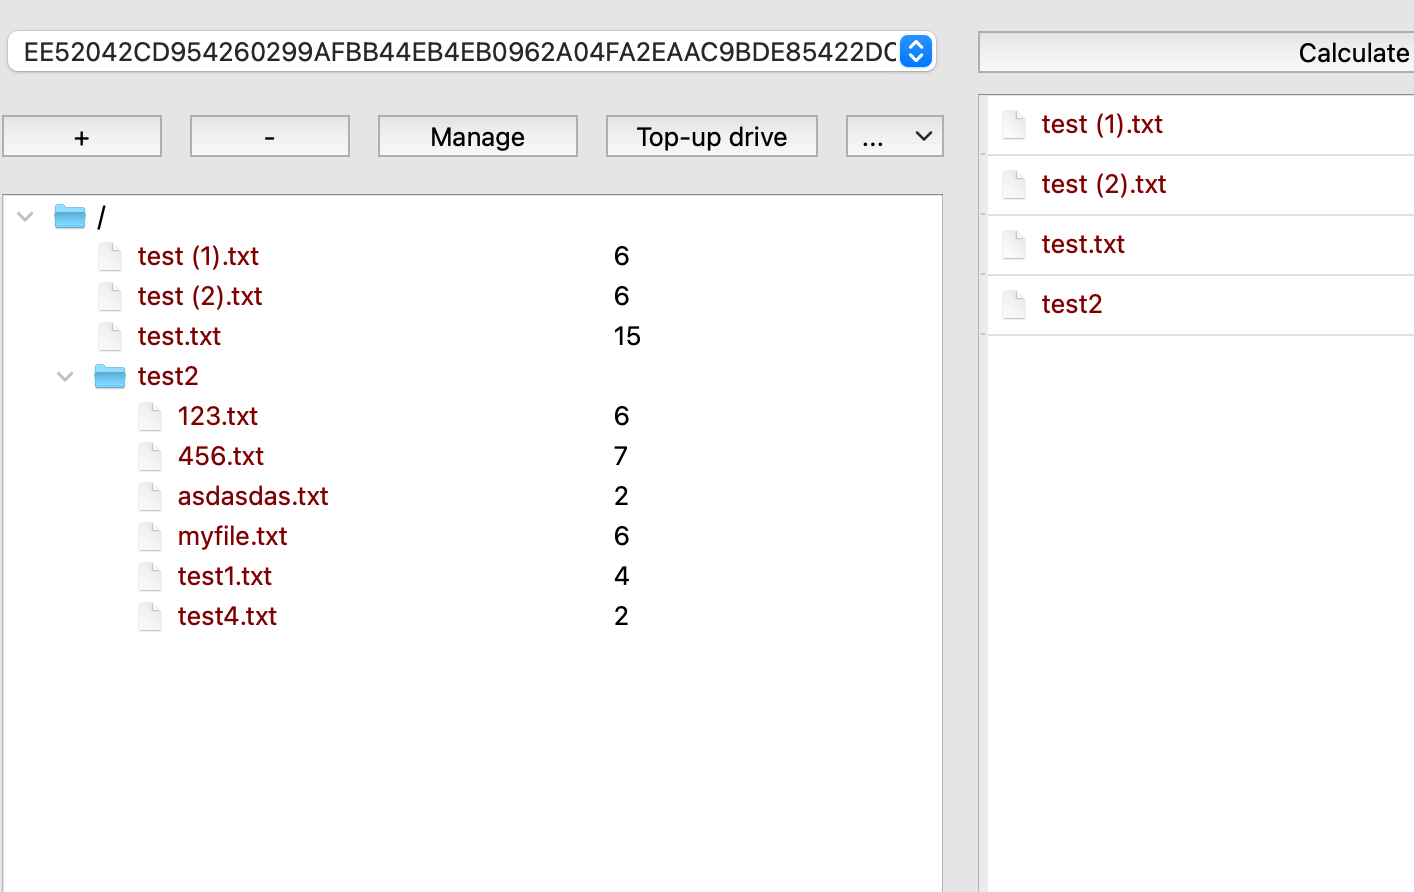 EE52042CD954260299AFBB44EB4EB0962A04FA2EAAC9BDE85422DC
Calculate
+ - Manage Top-up drive ...
/
test (1).txt 6
test (2).txt 6
test.txt 15
test2
123.txt 6
456.txt 7
asdasdas.txt 2
myfile.txt 6
test1.txt 4
test4.txt 2
test (1).txt
test (2).txt
test.txt
test2